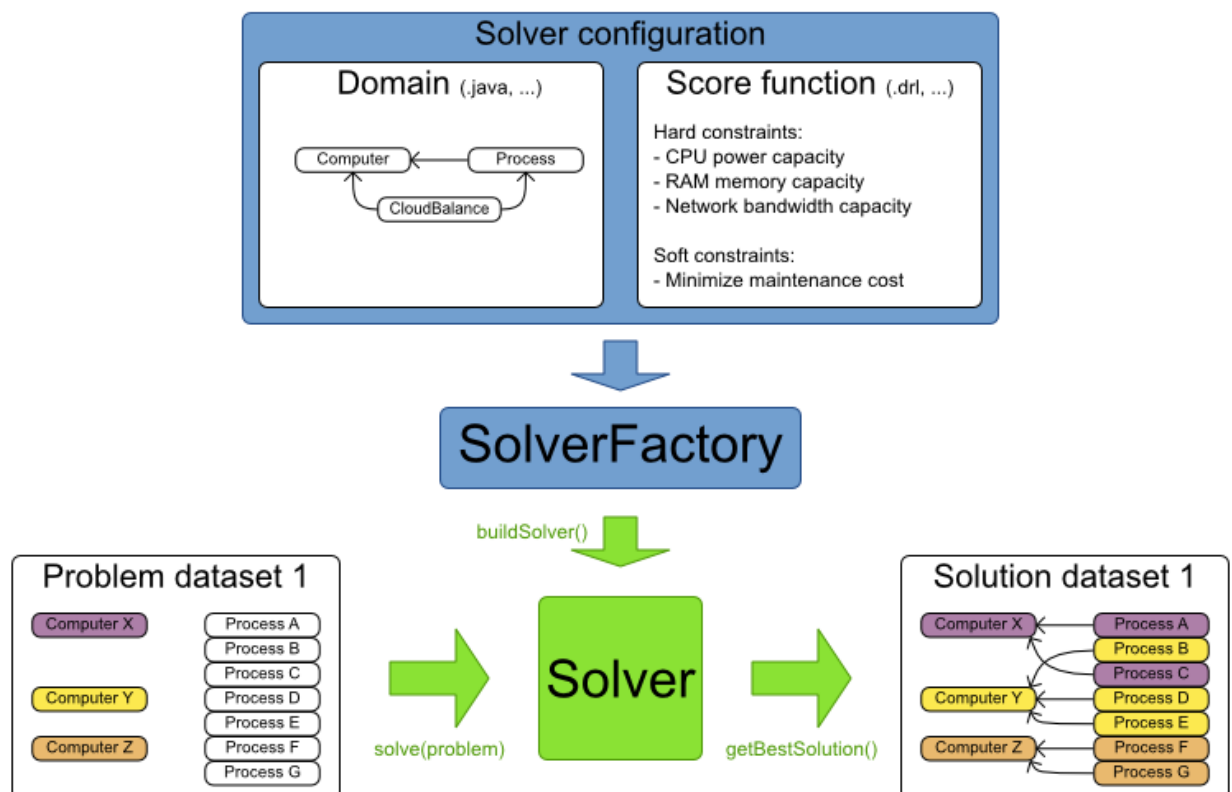 Solver configuration
Domain (.java, ...)
Computer
Process
CloudBalance
Score function (.drl, ...)
Hard constraints:
- CPU power capacity
- RAM memory capacity
- Network bandwidth capacity
Soft constraints:
- Minimize maintenance cost
SolverFactory
buildSolver()
Problem dataset 1
Computer X
Computer Y
Computer Z
Process A
Process B
Process C
Process D
Process E
Process F
Process G
solve(problem)
Solver
getBestSolution()
Solution dataset 1
Computer X
Computer Y
Computer Z
Process A
Process B
Process C
Process D
Process E
Process F
Process G